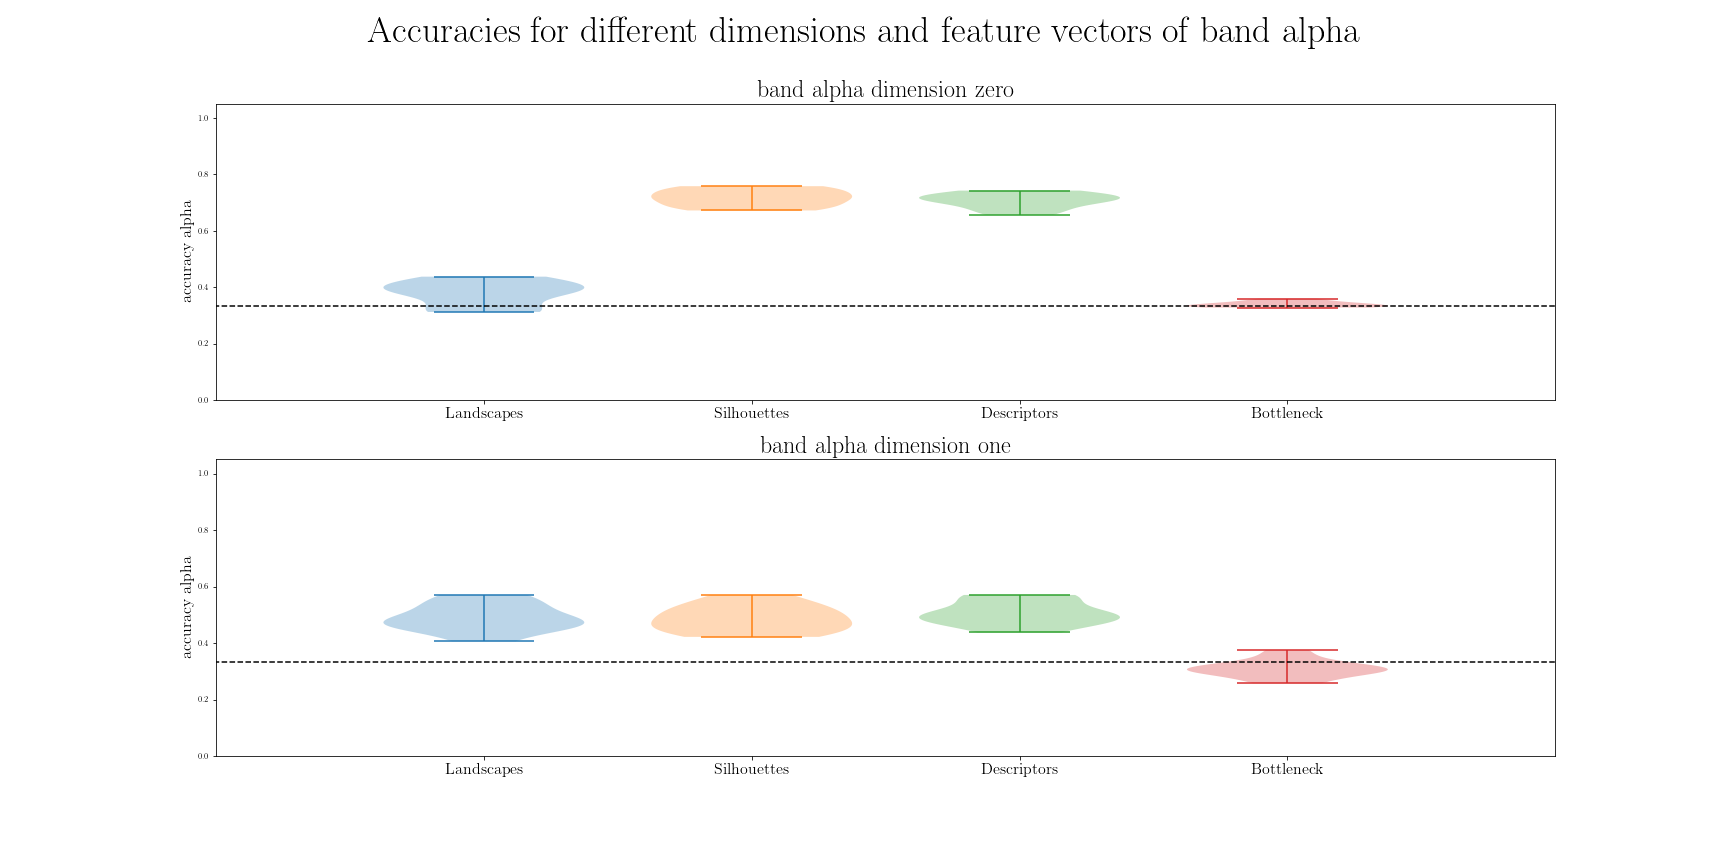 Accuracies for different dimensions and feature vectors of band alpha
band alpha dimension zero
accuracy alpha
1.0
0.8
0.6
0.4
0.2
0.0
Landscapes Silhouettes Descriptors Bottleneck
band alpha dimension one
accuracy alpha
1.0
0.8
0.6
0.4
0.2
0.0
Landscapes Silhouettes Descriptors Bottleneck